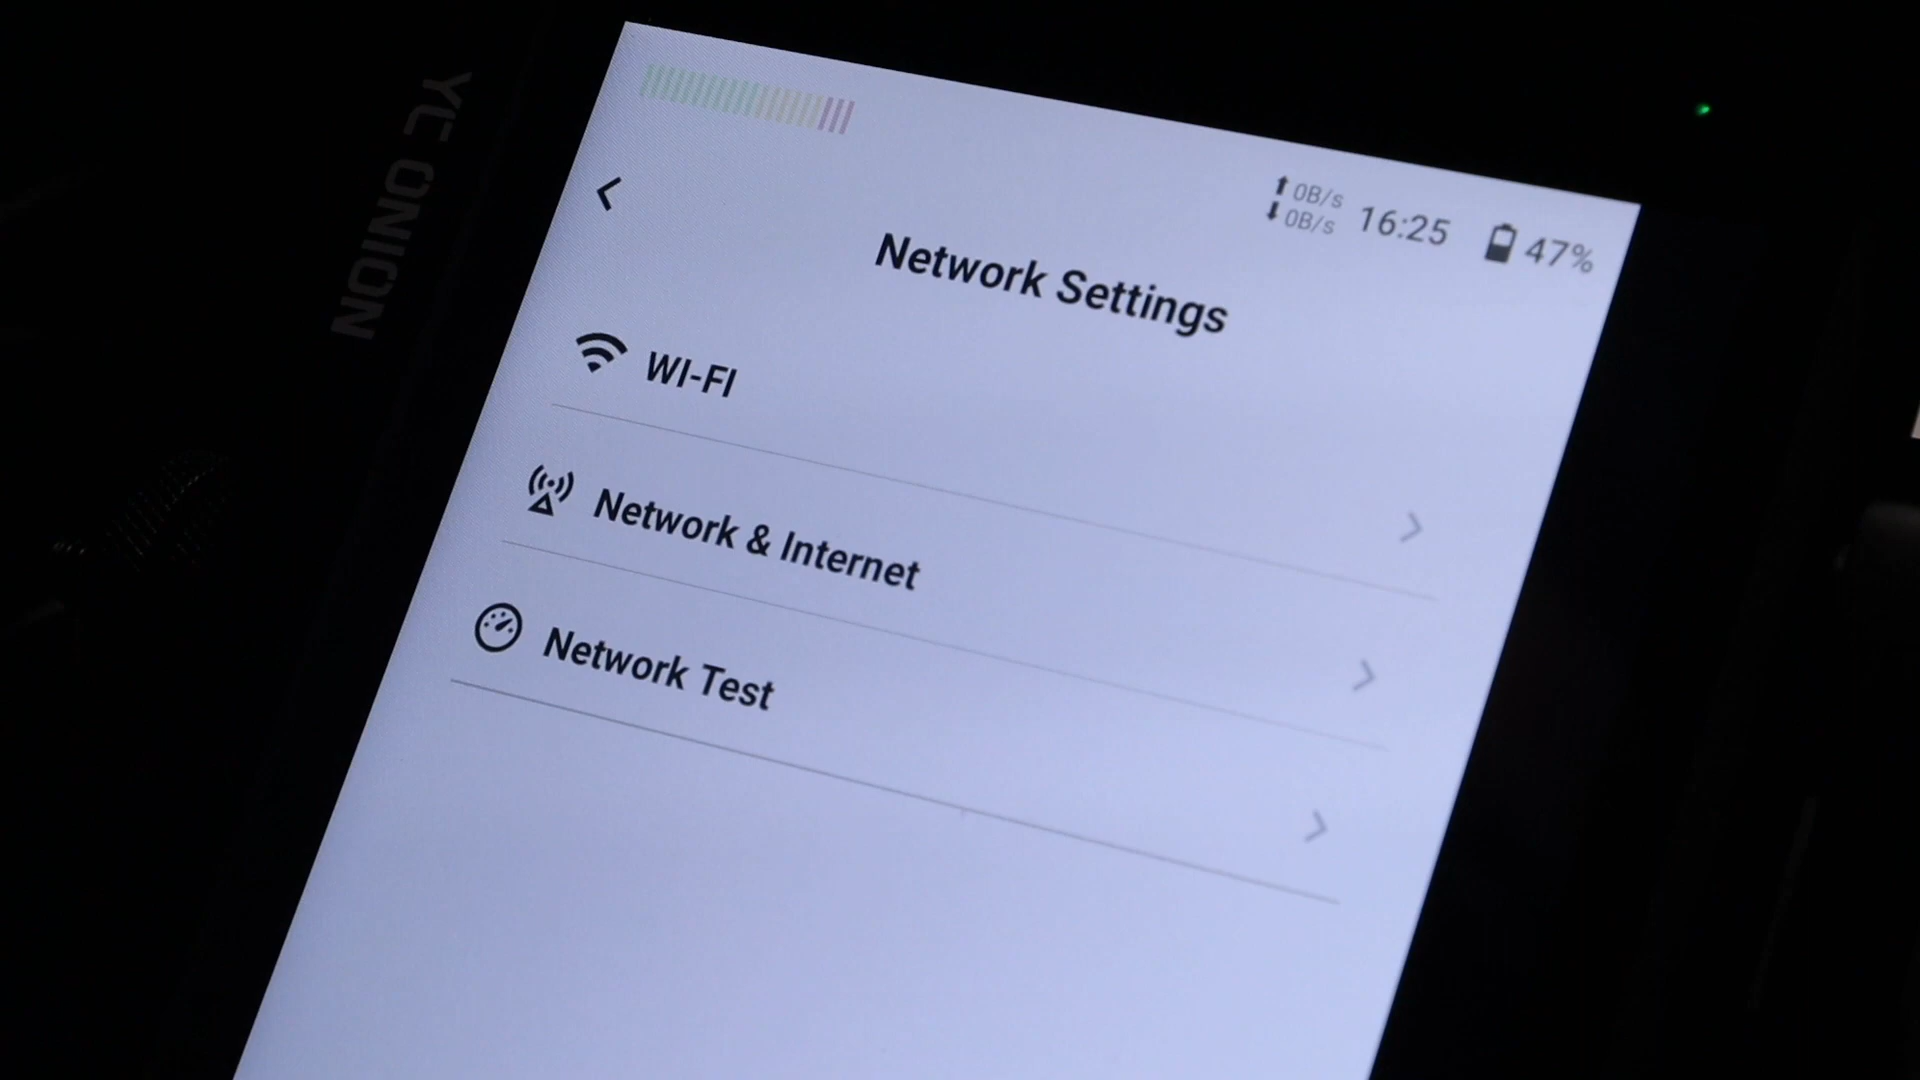 YC ONION
↑ 0B/s
↓ 0B/s
16:25
47%
Network Settings
WI-FI
Network & Internet
Network Test